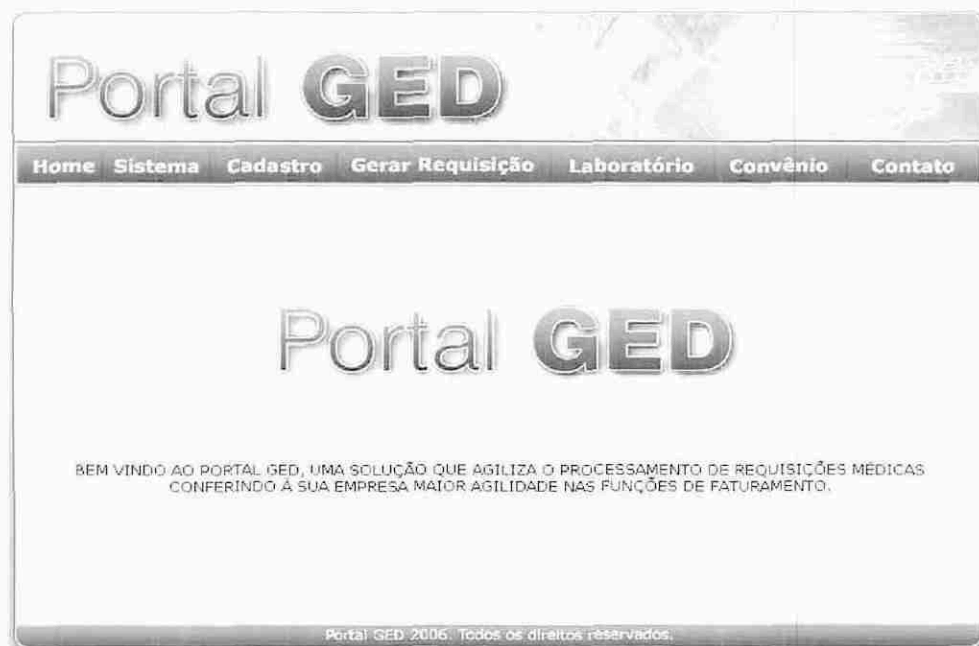 Portal GED
Home Sistema Cadastro Gerar Requisição Laboratório Convênio Contato
Portal GED
BEM VINDO AO PORTAL GED, UMA SOLUÇÃO QUE AGILIZA O PROCESSAMENTO DE REQUISIÇÕES MÉDICAS
CONFERINDO À SUA EMPRESA MAIOR AGILIDADE NAS FUNÇÕES DE FATURAMENTO.
Portal GED 2006. Todos os direitos reservados.